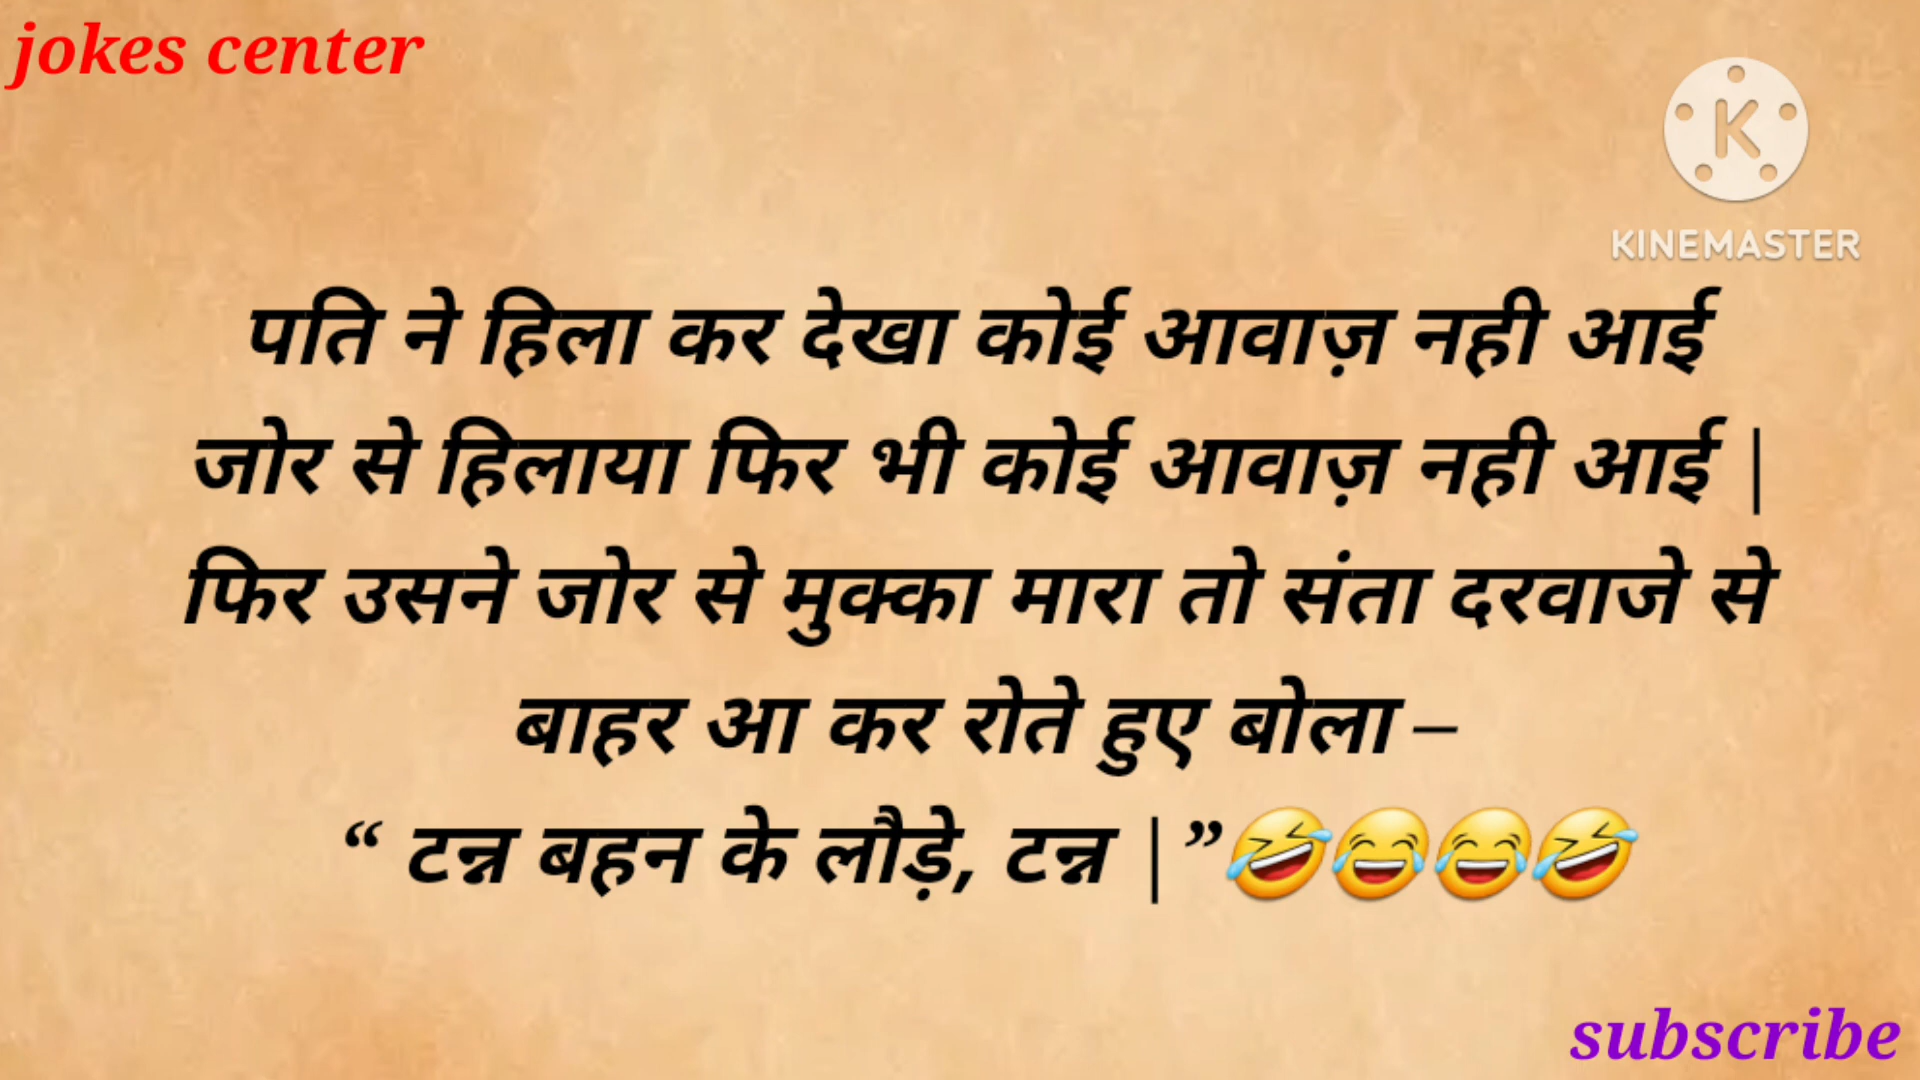 jokes center
KINEMASTER
पति ने हिला कर देखा कोई आवाज़ नही आई
जोर से हिलाया फिर भी कोई आवाज़ नही आई |
फिर उसने जोर से मुक्का मारा तो संता दरवाजे से
बाहर आ कर रोते हुए बोला –
“ टन्न बहन के लौड़े, टन्न | ”🤣😂😂🤣
subscribe